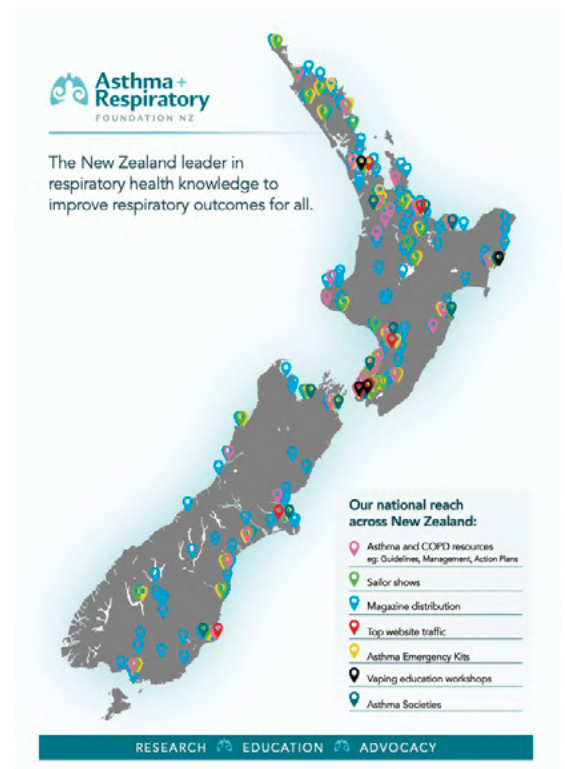 Asthma+
Respiratory
FOUNDATION NZ
The New Zealand leader in
respiratory health knowledge to
improve respiratory outcomes for all.
Our national reach
across New Zealand:
Asthma and COPD resources
eg: Guidelines, Management, Action Plans
Sailor shows
Magazine distribution
Top website traffic
Asthma Emergency Kits
Vaping education workshops
Asthma Societies
RESEARCH EDUCATION ADVOCACY